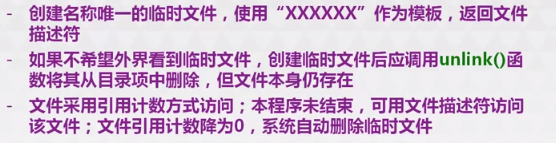 - 创建名称唯一的临时文件，使用“XXXXXX”作为模板，返回文件
描述符
- 如果不希望外界看到临时文件，创建临时文件后应调用unlink()函
数将其从目录项中删除，但文件本身仍存在
- 文件采用引用计数方式访问；本程序未结束，可用文件描述符访问
该文件；文件引用计数降为0，系统自动删除临时文件